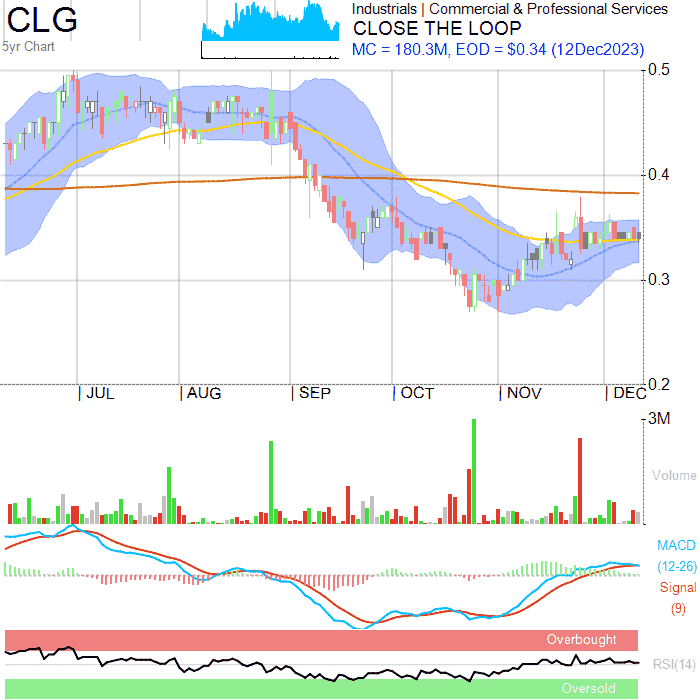 CLG
5yr Chart
Industrials | Commercial & Professional Services
CLOSE THE LOOP
MC = 180.3M, EOD = $0.34 (12Dec2023)
0.5
0.4
0.3
0.2
| JUL | AUG | SEP | OCT | NOV | DEC
3M
Volume
MACD
(12-26)
Signal
(9)
Overbought
RSI(14)
Oversold